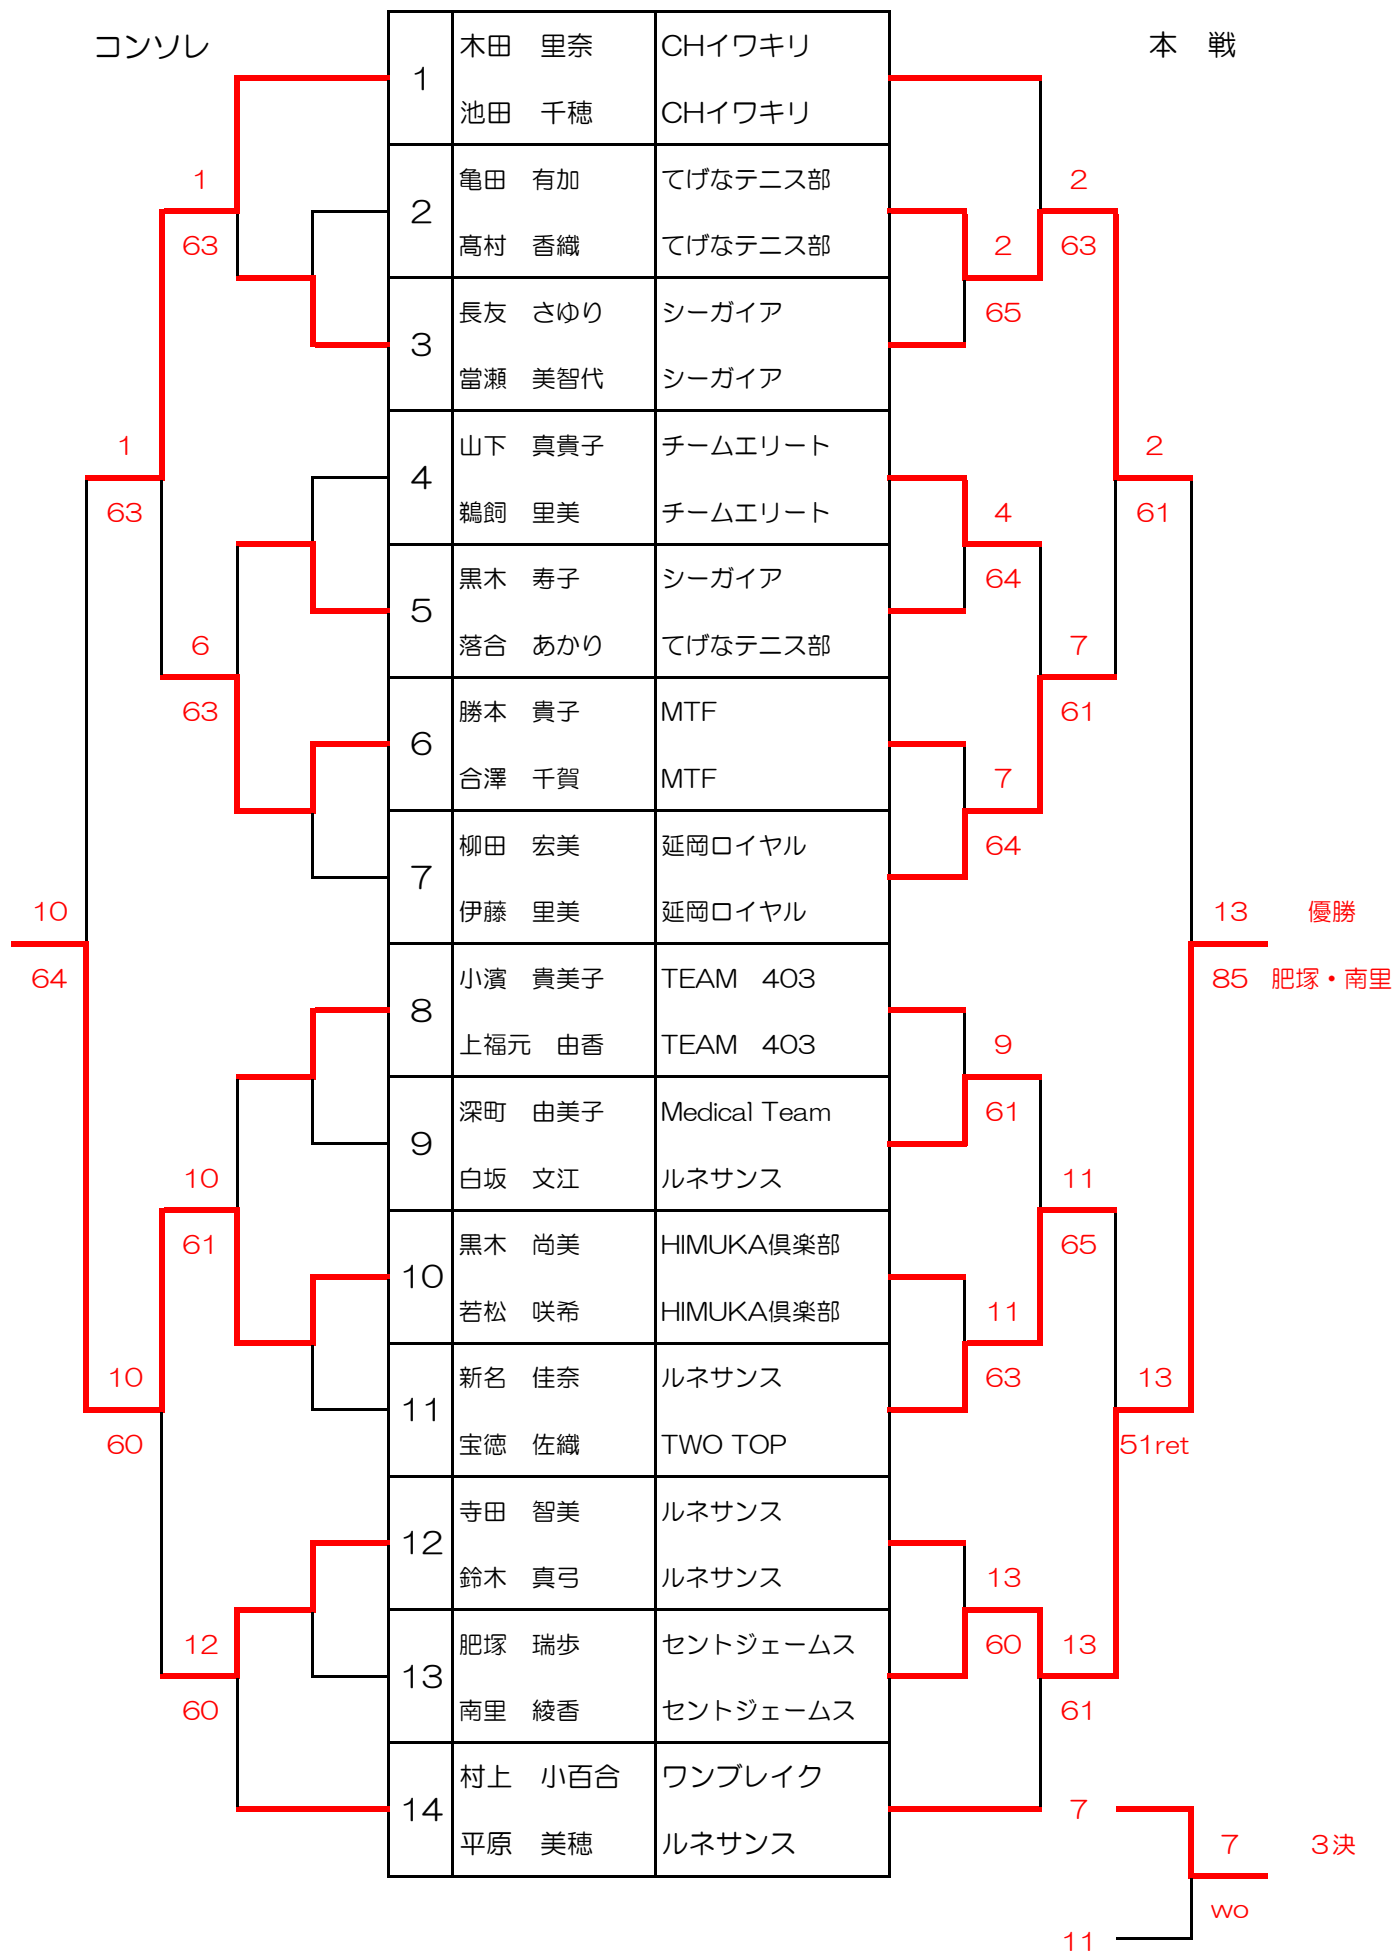 コンソレ
本　戦
1
木田　里奈　CHイワキリ
池田　千穂　CHイワキリ
2
亀田　有加　てげなテニス部
髙村　香織　てげなテニス部
3
長友　さゆり　シーガイア
當瀬　美智代　シーガイア
4
山下　真貴子　チームエリート
鵜飼　里美　チームエリート
5
黒木　寿子　シーガイア
落合　あかり　てげなテニス部
6
勝本　貴子　MTF
合澤　千賀　MTF
7
柳田　宏美　延岡ロイヤル
伊藤　里美　延岡ロイヤル
8
小濱　貴美子　TEAM　403
上福元　由香　TEAM　403
9
深町　由美子　Medical Team
白坂　文江　ルネサンス
10
黒木　尚美　HIMUKA倶楽部
若松　咲希　HIMUKA倶楽部
11
新名　佳奈　ルネサンス
宝徳　佐織　TWO TOP
12
寺田　智美　ルネサンス
鈴木　真弓　ルネサンス
13
肥塚　瑞歩　セントジェームス
南里　綾香　セントジェームス
14
村上　小百合　ワンブレイク
平原　美穂　ルネサンス
1
63
6
63
10
61
12
60
1
63
10
60
10
64
2
65
4
64
7
64
9
61
11
63
13
60
2
63
7
61
11
65
13
61
2
61
13
51ret
13　優勝
85　肥塚・南里
7
11
7　3決
wo